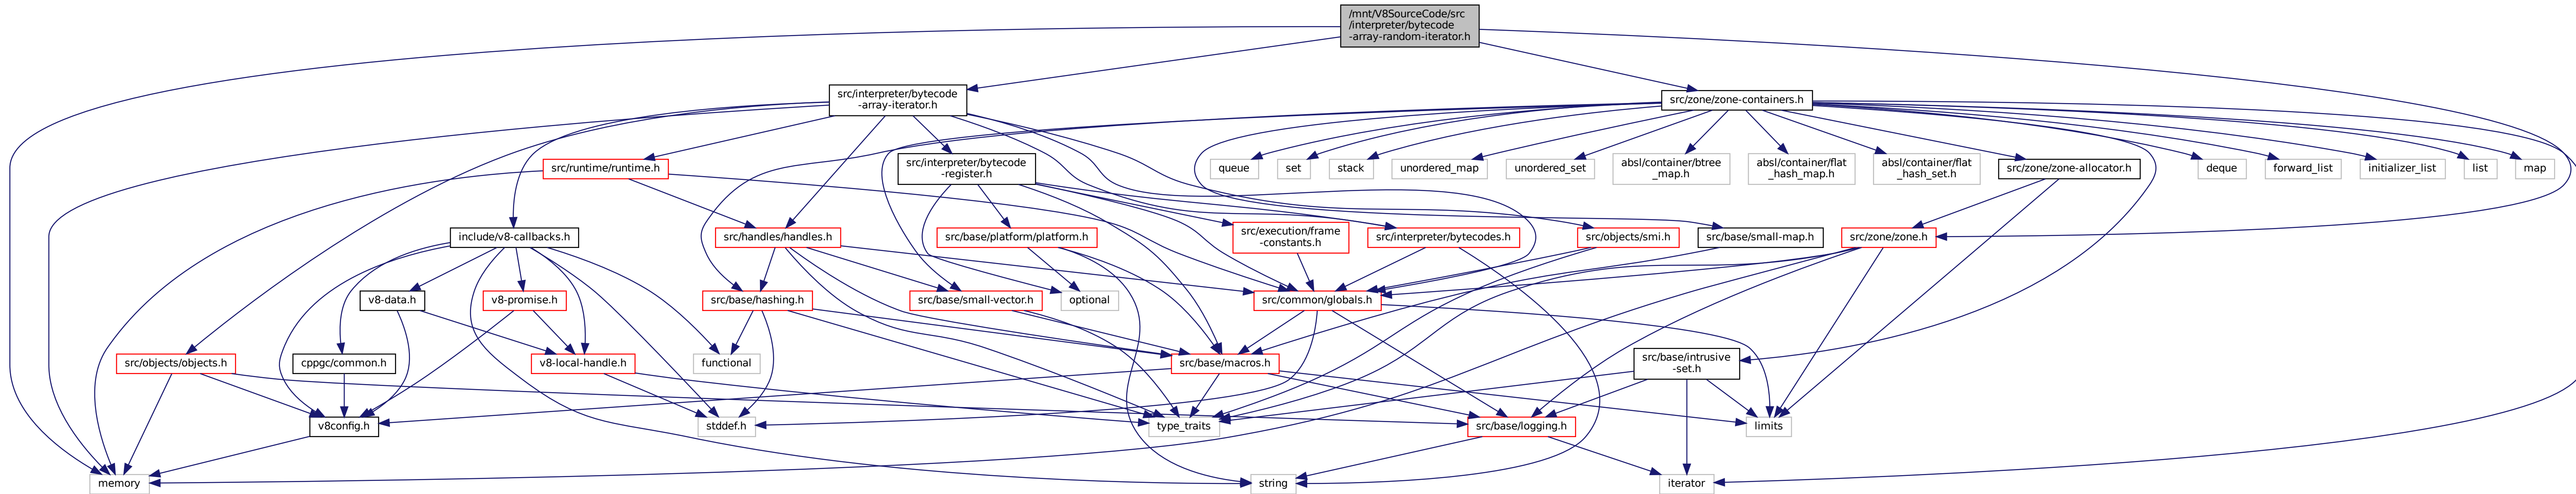 /mnt/V8SourceCode/src
/interpreter/bytecode
-array-random-iterator.h
src/interpreter/bytecode
-array-iterator.h
src/zone/zone-containers.h
src/runtime/runtime.h
src/interpreter/bytecode
-register.h
queue
set
stack
unordered_map
unordered_set
absl/container/btree
_map.h
absl/container/flat
_hash_map.h
absl/container/flat
_hash_set.h
src/zone/zone-allocator.h
deque
forward_list
initializer_list
list
map
include/v8-callbacks.h
src/handles/handles.h
src/base/platform/platform.h
src/execution/frame
-constants.h
src/interpreter/bytecodes.h
src/objects/smi.h
src/base/small-map.h
src/zone/zone.h
v8-data.h
v8-promise.h
src/base/hashing.h
src/base/small-vector.h
optional
src/common/globals.h
src/objects/objects.h
cppgc/common.h
v8-local-handle.h
functional
src/base/macros.h
src/base/intrusive
-set.h
v8config.h
stddef.h
type_traits
src/base/logging.h
limits
memory
string
iterator